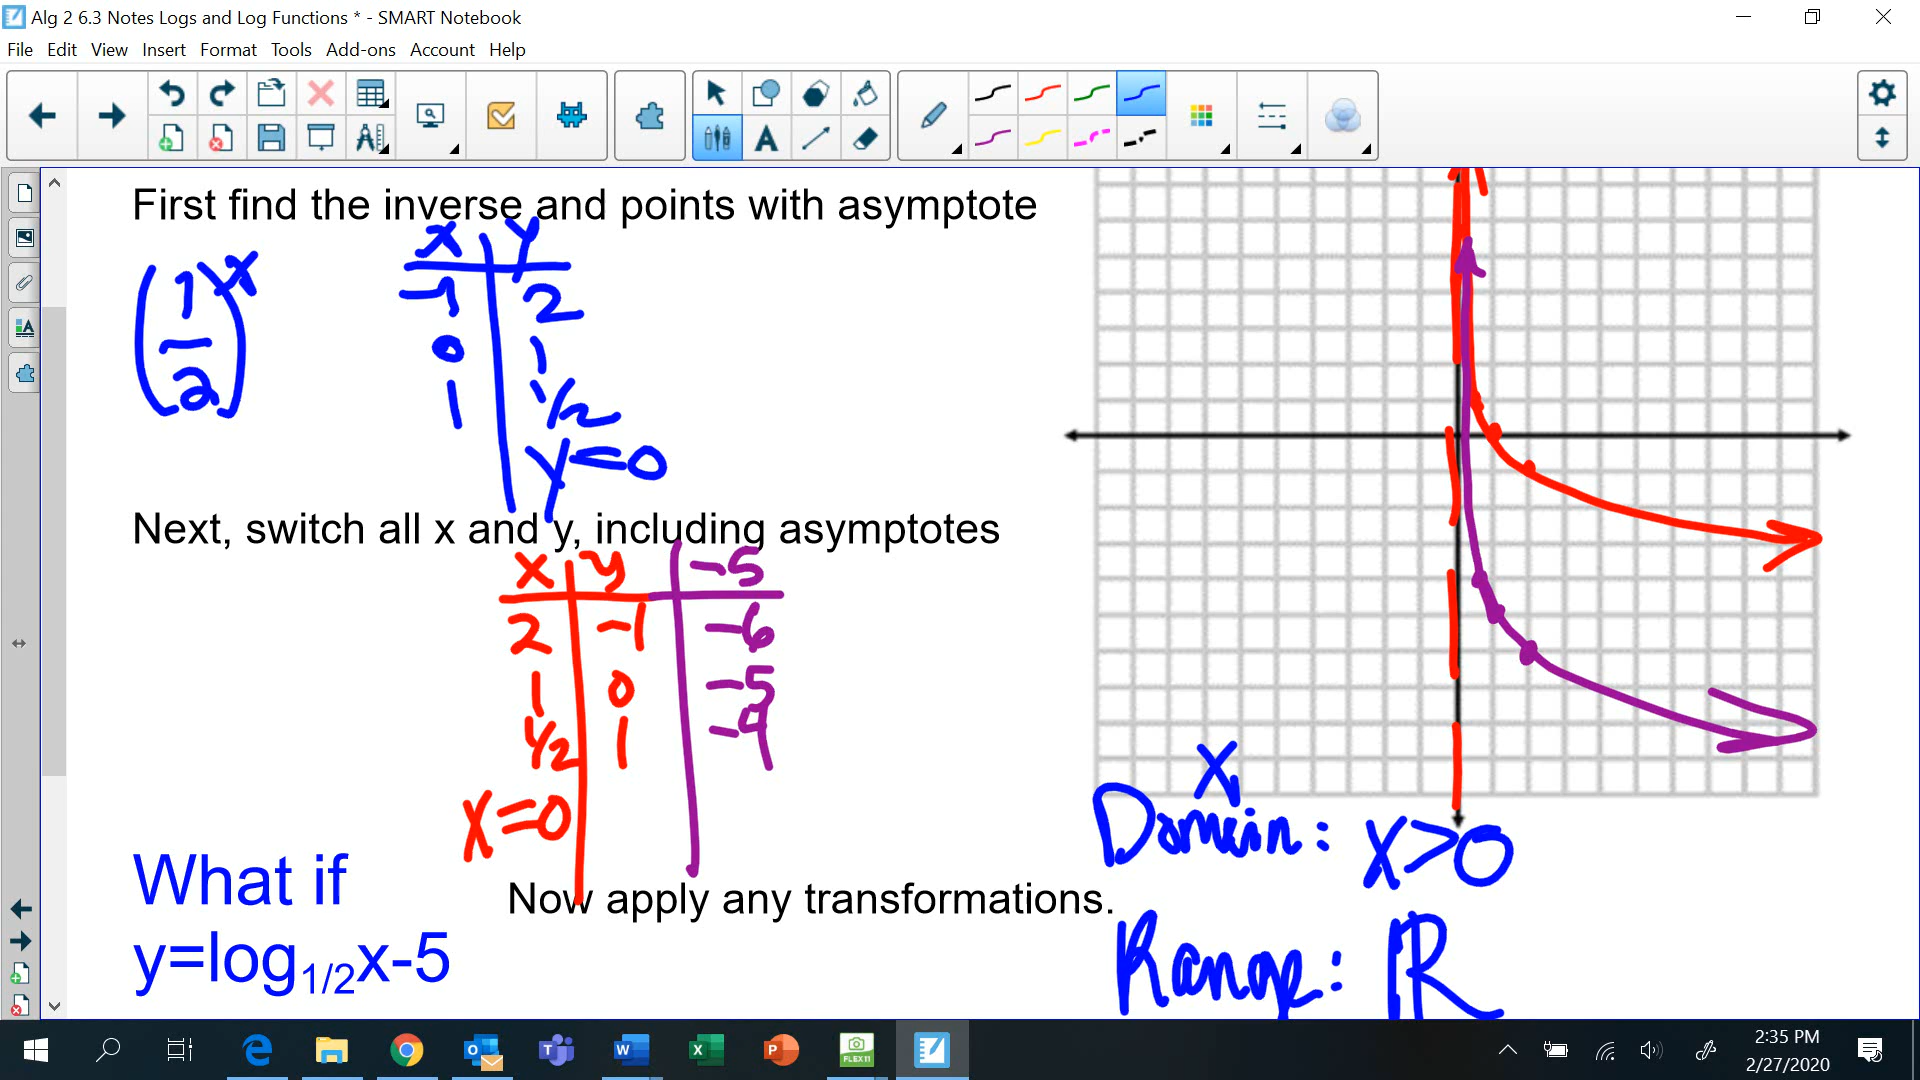 Alg 2 6.3 Notes Logs and Log Functions * - SMART Notebook
File Edit View Insert Format Tools Add-ons Account Help
First find the inverse and points with asymptote
(1/2)^x
x y
-1 2
0 1
1 1/2
y=0
Next, switch all x and y, including asymptotes
x y -5
2 -1 -6
1 0 -5
1/2 1 -4
x=0
What if
y=log1/2x-5
Now apply any transformations.
x
Domain: x>0
Range: ℝ
FLEX11
2:35 PM
2/27/2020